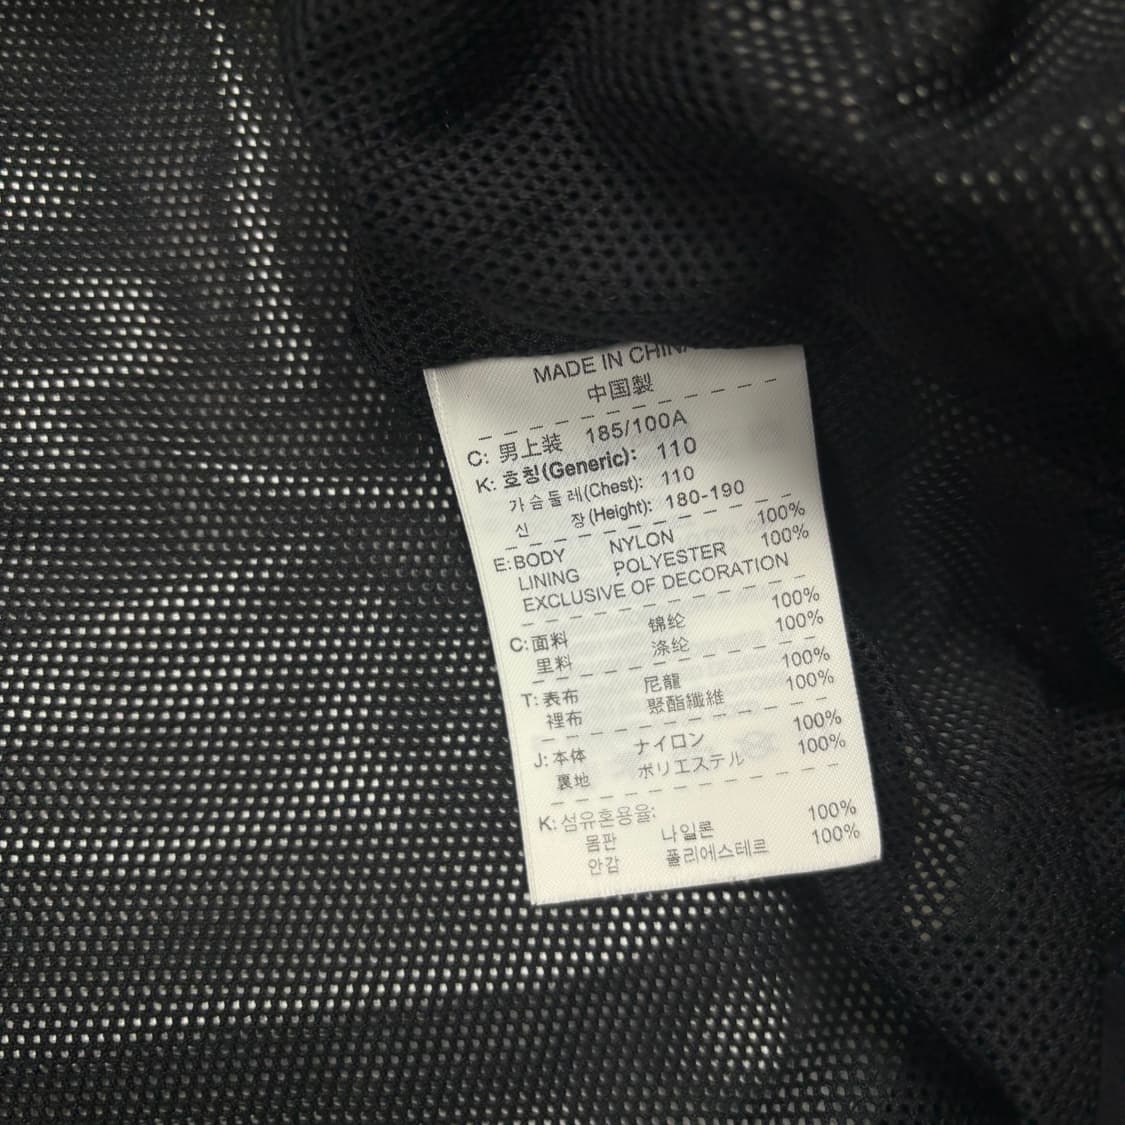 MADE IN CHINA
中国製
C: 男上装 185/100A
K: 호칭(Generic): 110
가슴둘레(Chest): 110
신 장(Height): 180-190
E:BODY NYLON 100%
LINING POLYESTER 100%
EXCLUSIVE OF DECORATION
C:面料 锦纶 100%
里料 涤纶 100%
T:表布 尼龍 100%
裡布 聚酯纖維 100%
J:本体 ナイロン 100%
裏地 ポリエステル 100%
K:섬유혼용율:
몸판 나일론 100%
안감 폴리에스테르 100%